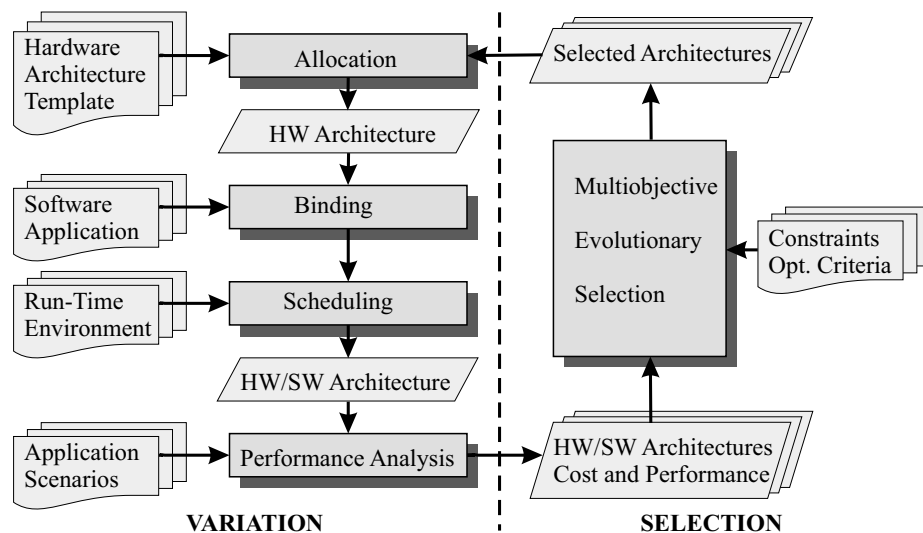 Hardware
Architecture
Template
Allocation
Selected Architectures
HW Architecture
Software
Application
Binding
Multiobjective
Evolutionary
Selection
Constraints
Opt. Criteria
Run-Time
Environment
Scheduling
HW/SW Architecture
Application
Scenarios
Performance Analysis
HW/SW Architectures
Cost and Performance
VARIATION
SELECTION